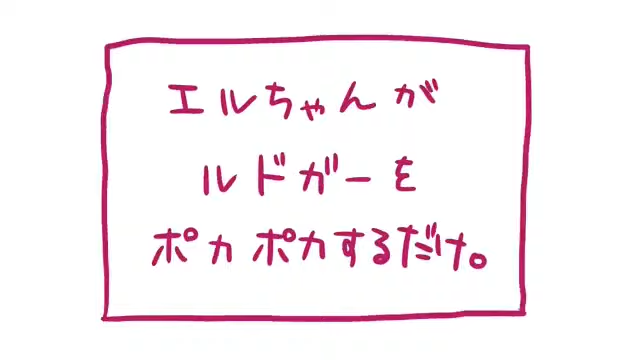 エルちゃんが
ルドガーを
ポカポカするだけ。